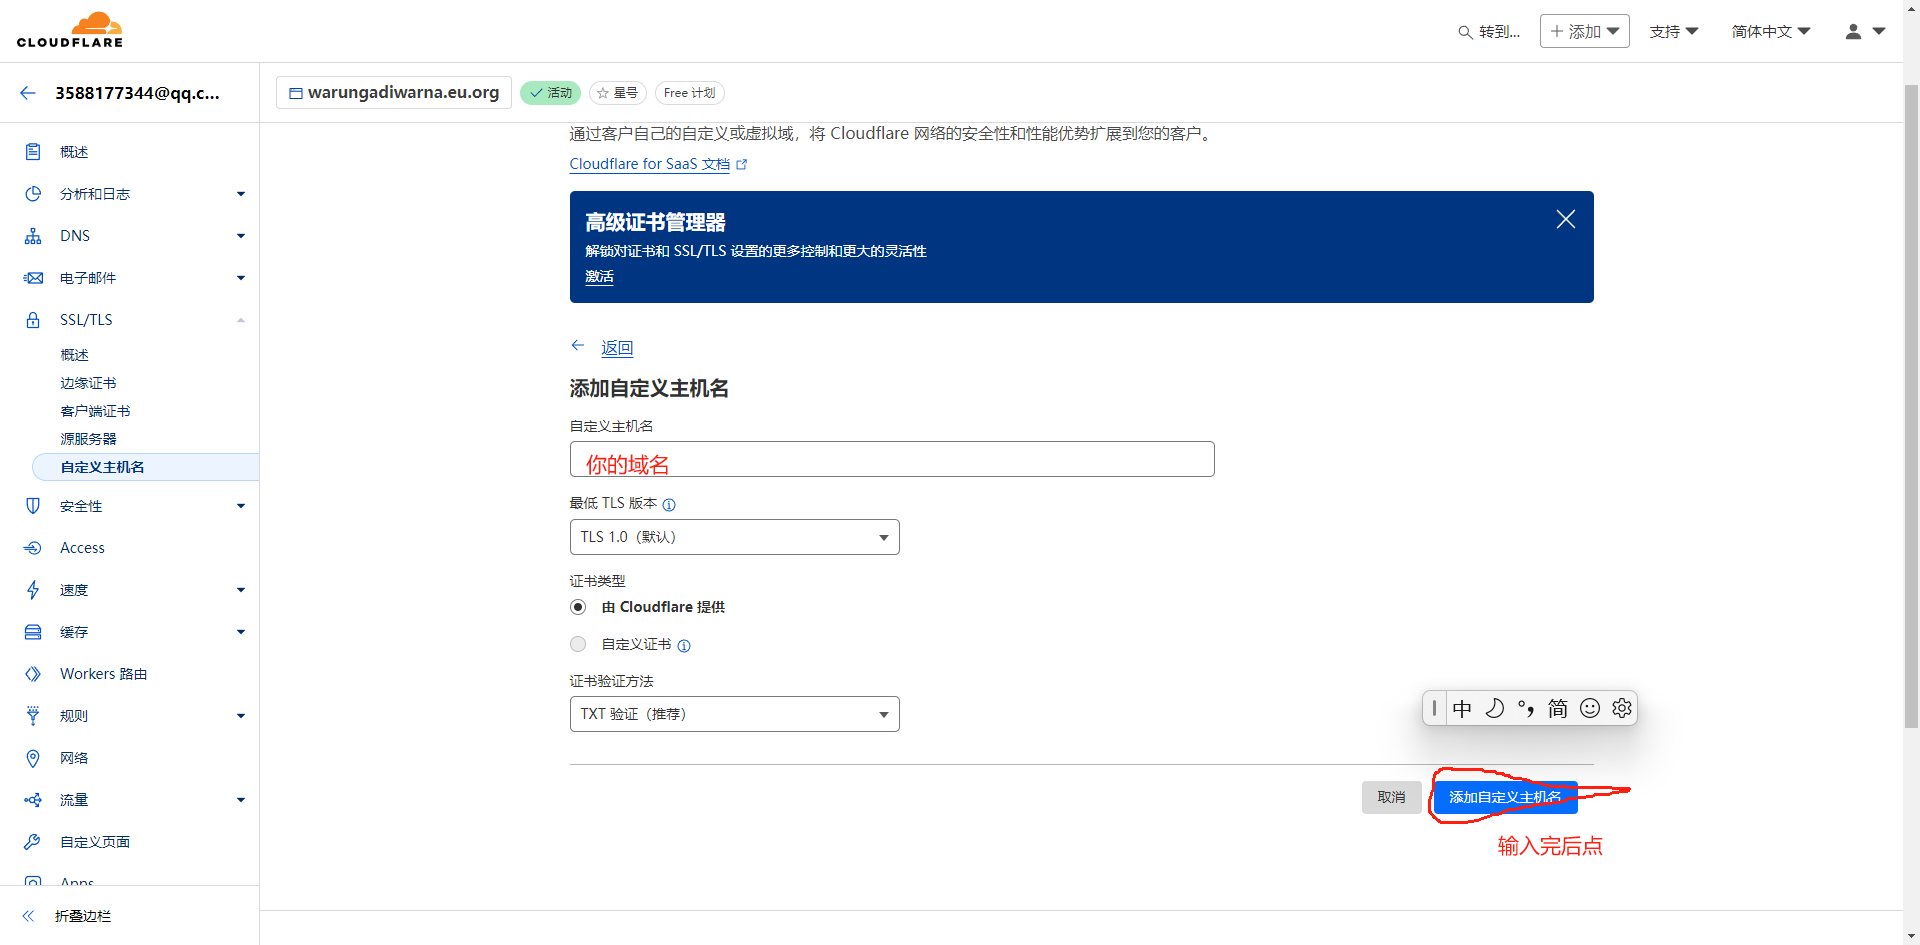 CLOUDFLARE
转到...
添加
支持
简体中文
3588177344@qq.c...
warungadiwarna.eu.org
活动
星号
Free 计划
概述
分析和日志
DNS
电子邮件
SSL/TLS
概述
边缘证书
客户端证书
源服务器
自定义主机名
安全性
Access
速度
缓存
Workers 路由
规则
网络
流量
自定义页面
Apps
折叠边栏
通过客户自己的自定义或虚拟域，将 Cloudflare 网络的安全性和性能优势扩展到您的客户。
Cloudflare for SaaS 文档
高级证书管理器
解锁对证书和 SSL/TLS 设置的更多控制和更大的灵活性
激活
返回
添加自定义主机名
自定义主机名
你的域名
最低 TLS 版本
TLS 1.0（默认）
证书类型
由 Cloudflare 提供
自定义证书
证书验证方法
TXT 验证（推荐）
中 °, 简
取消
添加自定义主机名
输入完后点